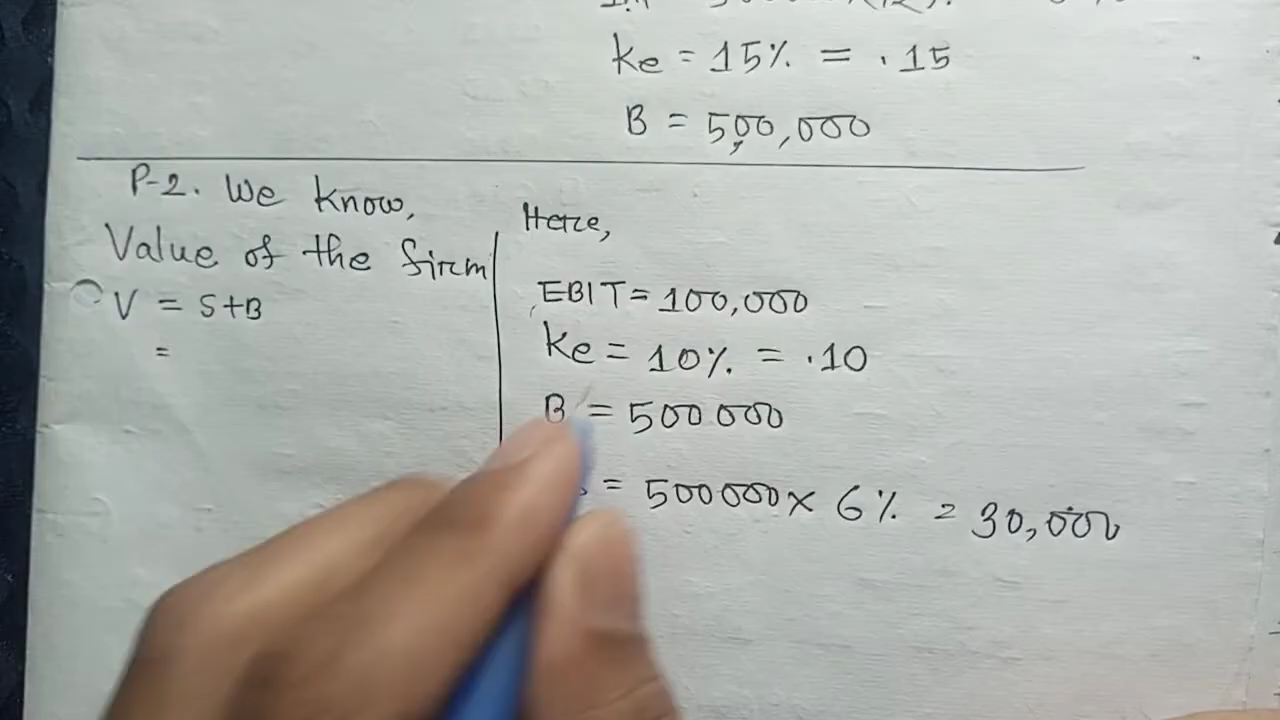 Ke = 15% = .15
B = 500,000
P-2. We know,
Value of the firm
V = S+B
=
Here,
EBIT = 100,000
Ke = 10% = .10
B = 500000
= 500000 × 6% = 30,000